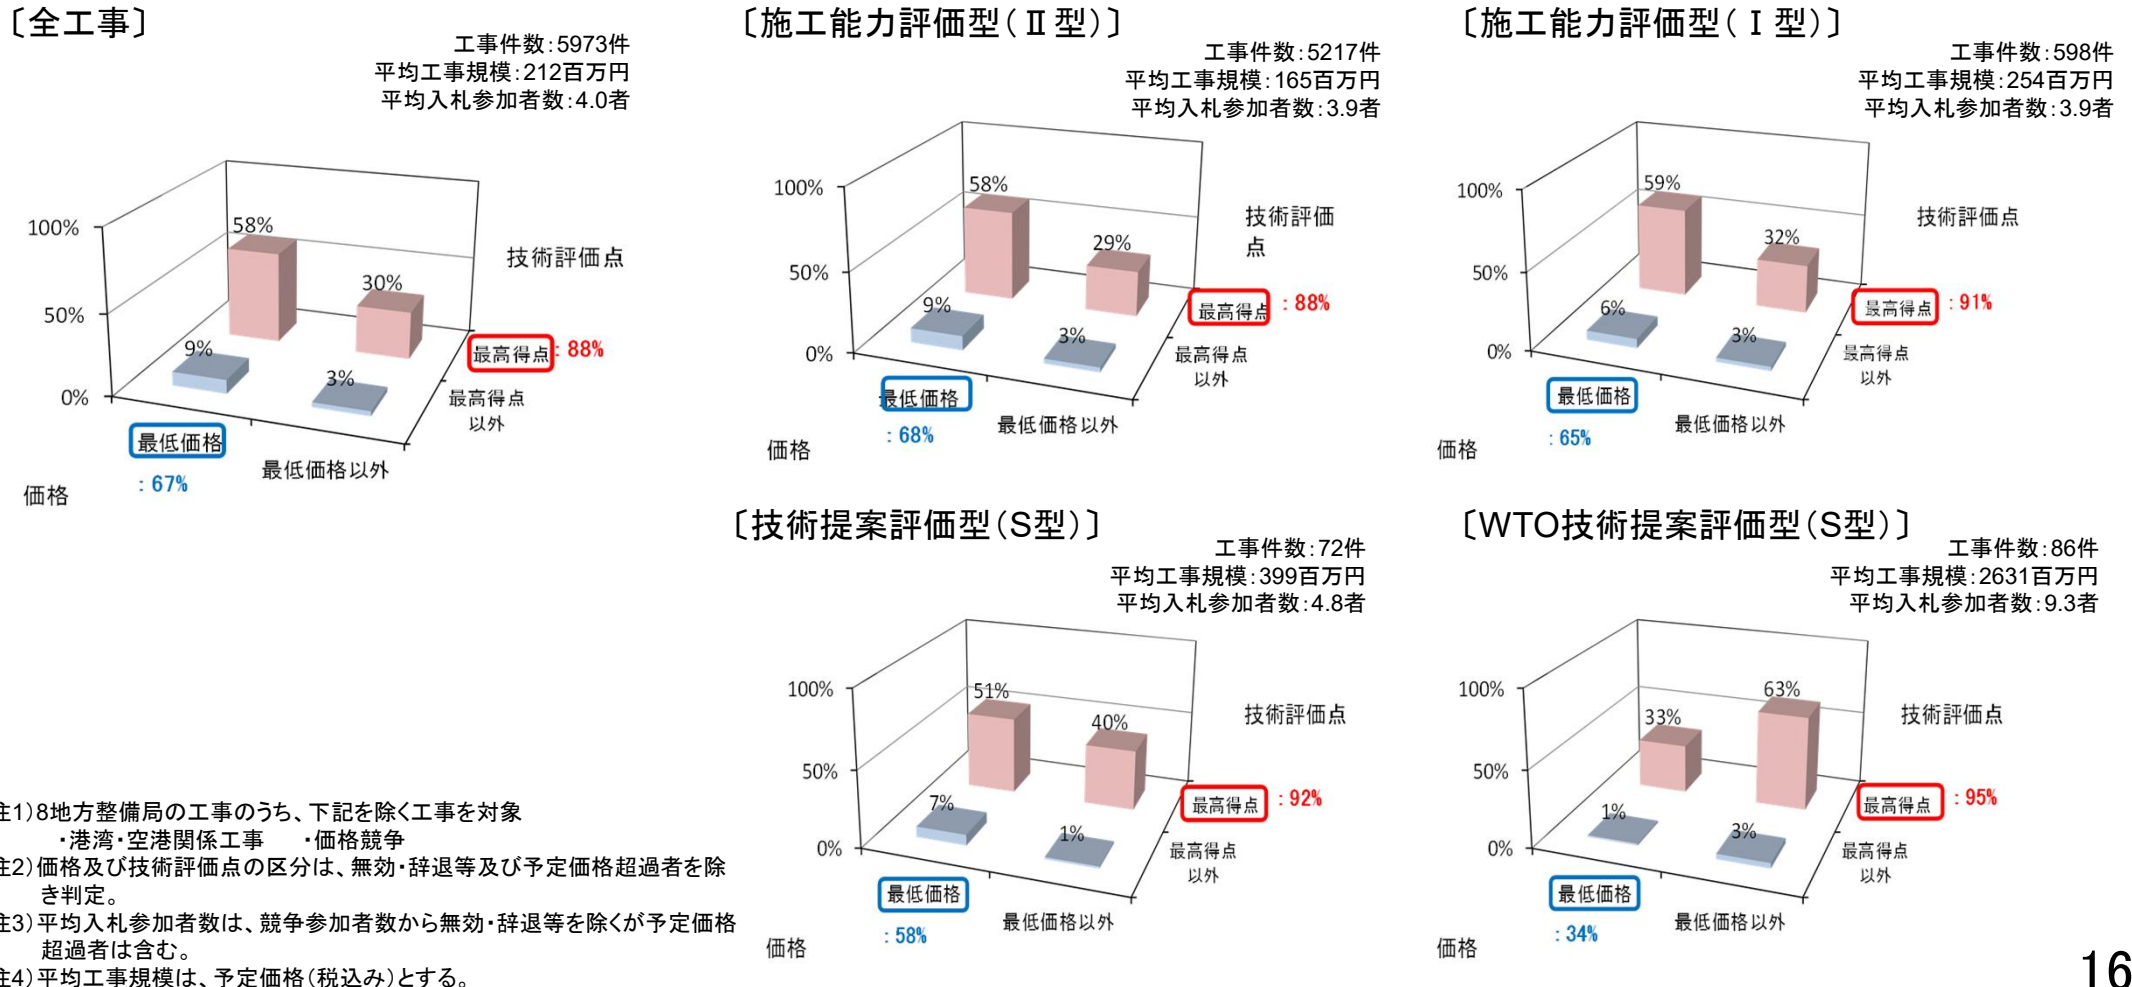 〔全工事〕
工事件数：5973件
平均工事規模：212百万円
平均入札参加者数：4.0者
100%
50%
0%
58%
30%
9%
3%
技術評価点
最高得点
：88%
最高得点
以外
最低価格
：67%
最低価格以外
価格
〔施工能力評価型（Ⅱ型）〕
工事件数：5217件
平均工事規模：165百万円
平均入札参加者数：3.9者
100%
50%
0%
58%
29%
9%
3%
技術評価
点
最高得点
：88%
最高得点
以外
最低価格
：68%
最低価格以外
価格
〔施工能力評価型（Ⅰ型）〕
工事件数：598件
平均工事規模：254百万円
平均入札参加者数：3.9者
100%
50%
0%
59%
32%
6%
3%
技術評価点
最高得点
：91%
最高得点
以外
最低価格
：65%
最低価格以外
価格
〔技術提案評価型（S型）〕
工事件数：72件
平均工事規模：399百万円
平均入札参加者数：4.8者
100%
50%
0%
51%
40%
7%
1%
技術評価点
最高得点
：92%
最高得点
以外
最低価格
：58%
最低価格以外
価格
〔WTO技術提案評価型（S型）〕
工事件数：86件
平均工事規模：2631百万円
平均入札参加者数：9.3者
100%
50%
0%
33%
63%
1%
3%
技術評価点
最高得点
：95%
最高得点
以外
最低価格
：34%
最低価格以外
価格
注1）8地方整備局の工事のうち、下記を除く工事を対象
・港湾・空港関係工事　・価格競争
注2）価格及び技術評価点の区分は、無効・辞退等及び予定価格超過者を除
き判定。
注3）平均入札参加者数は、競争参加者数から無効・辞退等を除くが予定価格
超過者は含む。
注4）平均工事規模は、予定価格（税込み）とする。
16